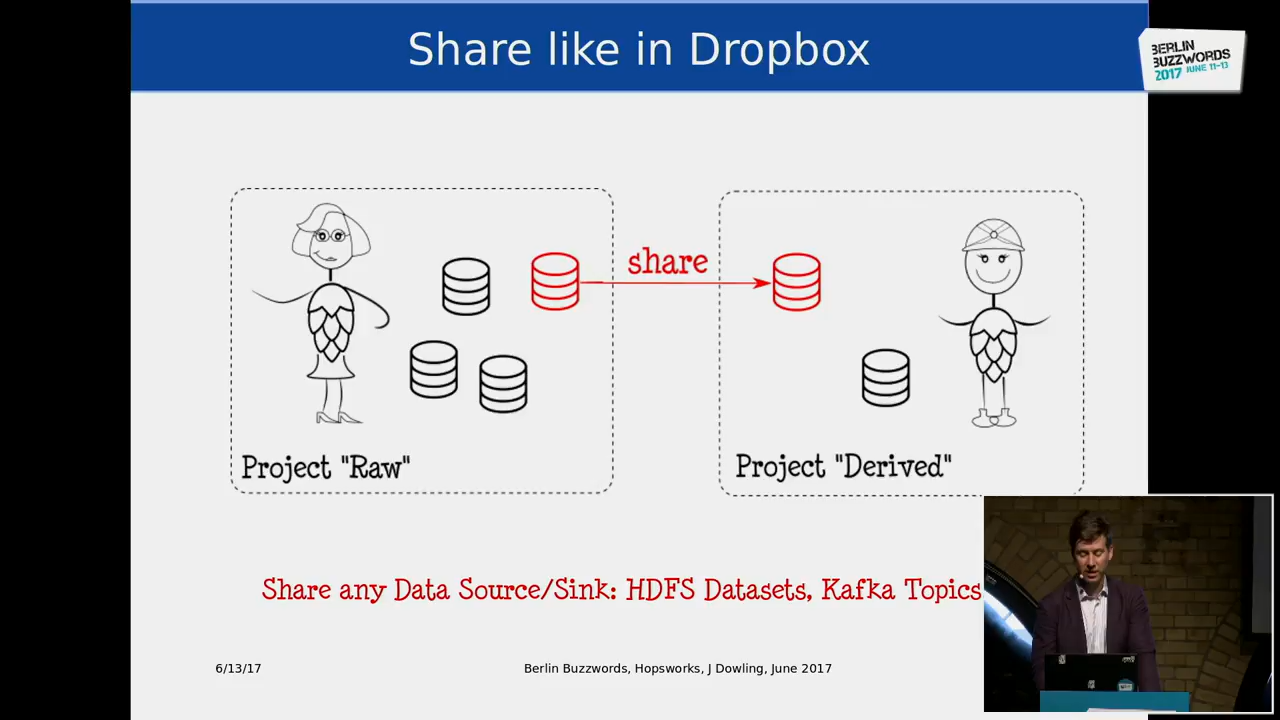 Share like in Dropbox
BERLIN
BUZZWORDS
2017 JUNE 11-13
share
Project "Raw"
Project "Derived"
Share any Data Source/Sink: HDFS Datasets, Kafka Topics
6/13/17
Berlin Buzzwords, Hopsworks, J Dowling, June 2017